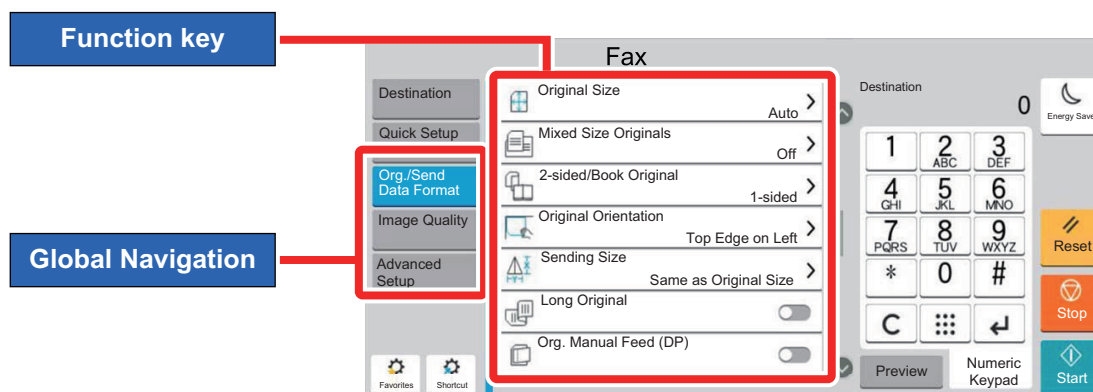 Function key
Global Navigation
Fax
Destination
Quick Setup
Org./Send
Data Format
Image Quality
Advanced
Setup
Favorites
Shortcut
Original Size
Auto
Mixed Size Originals
Off
2-sided/Book Original
1-sided
Original Orientation
Top Edge on Left
Sending Size
Same as Original Size
Long Original
Org. Manual Feed (DP)
Destination
0
1
2
ABC
3
DEF
4
GHI
5
JKL
6
MNO
7
PQRS
8
TUV
9
WXYZ
*
0
#
C
Preview
Numeric
Keypad
Energy Save
Reset
Stop
Start